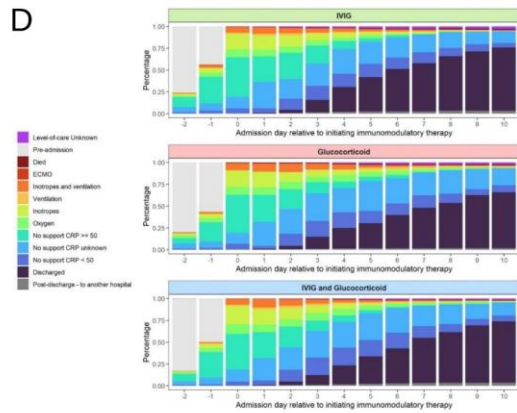 D
IVIG
1.00
0.75
0.50
0.25
0.00
Percentage
-2 -1 0 1 2 3 4 5 6 7 8 9 10
Admission day relative to initiating immunomodulatory therapy
Level-of-care Unknown
Pre-admission
Died
ECMO
Inotropes and ventilation
Ventilation
Inotropes
Oxygen
No support CRP >= 50
No support CRP unknown
No support CRP < 50
Discharged
Post-discharge - to another hospital
Glucocorticoid
1.00
0.75
0.50
0.25
0.00
Percentage
-2 -1 0 1 2 3 4 5 6 7 8 9 10
Admission day relative to initiating immunomodulatory therapy
IVIG and Glucocorticoid
1.00
0.75
0.50
0.25
0.00
Percentage
-2 -1 0 1 2 3 4 5 6 7 8 9 10
Admission day relative to initiating immunomodulatory therapy